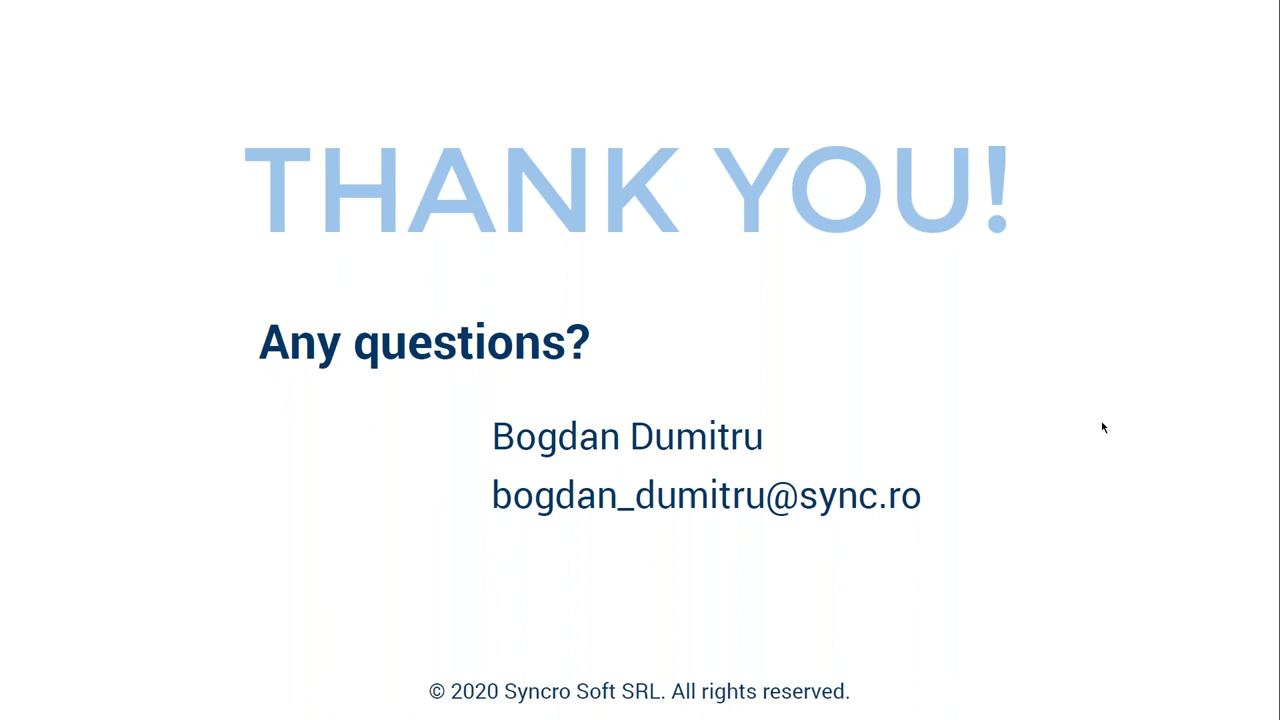 THANK YOU!
Any questions?
Bogdan Dumitru
bogdan_dumitru@sync.ro
© 2020 Syncro Soft SRL. All rights reserved.